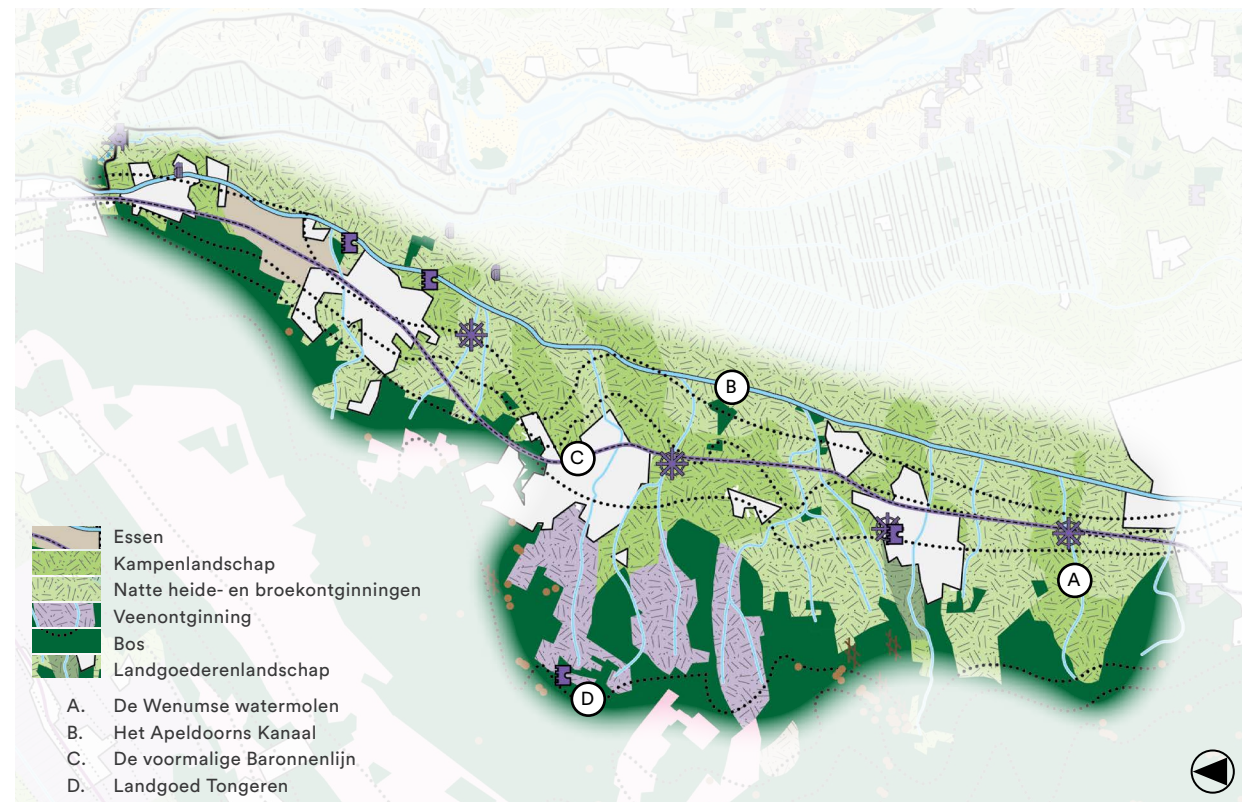 B
C
A
D
Essen
Kampenlandschap
Natte heide- en broekontginningen
Veenontginning
Bos
Landgoederenlandschap
A. De Wenumse watermolen
B. Het Apeldoorns Kanaal
C. De voormalige Baronnenlijn
D. Landgoed Tongeren